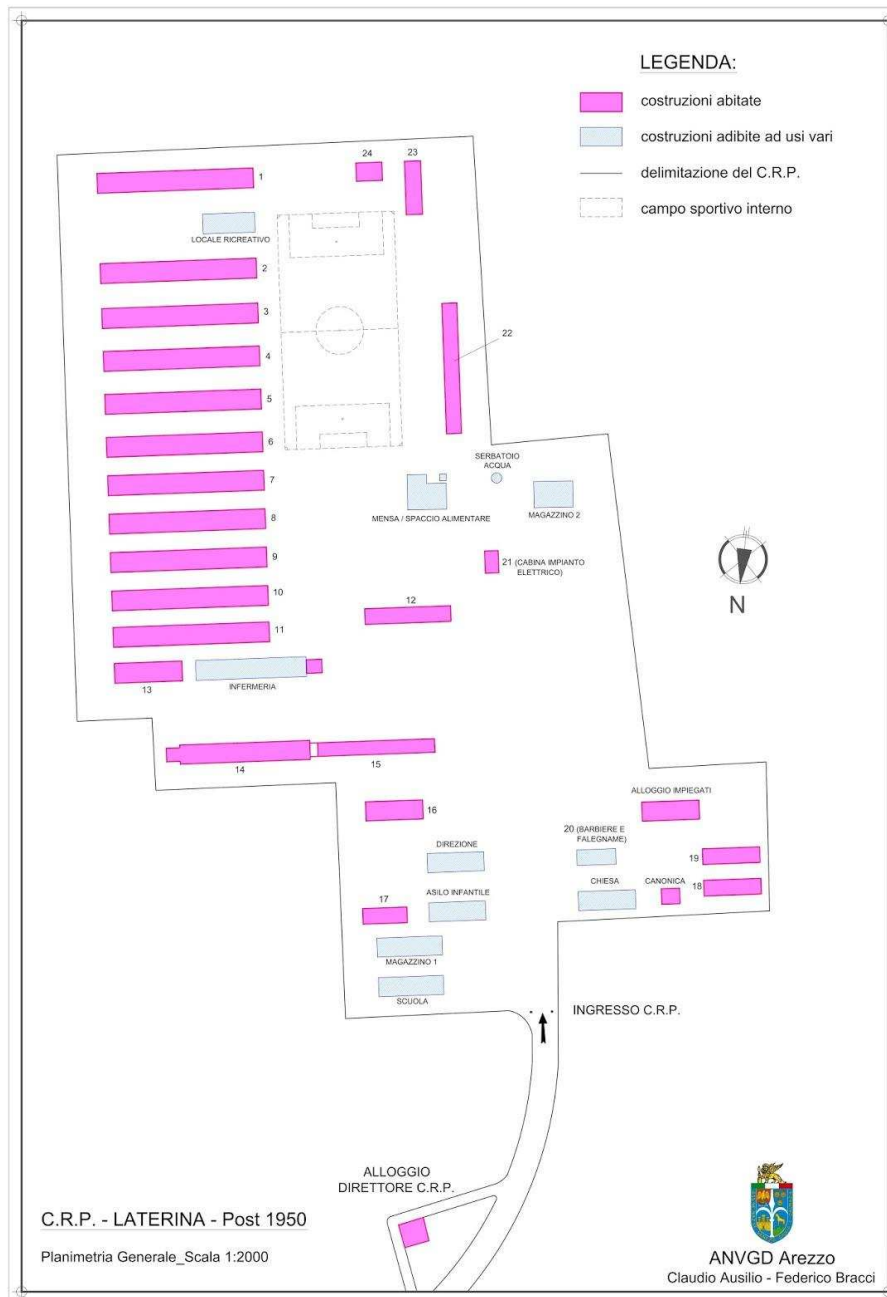 LEGENDA:
costruzioni abitate
costruzioni adibite ad usi vari
delimitazione del C.R.P.
campo sportivo interno
24
23
1
LOCALE RICREATIVO
2
3
22
4
5
6
SERBATOIO
ACQUA
7
MENSA / SPACCIO ALIMENTARE
MAGAZZINO 2
8
9
21 (CABINA IMPIANTO
ELETTRICO)
10
12
11
N
13
INFERMERIA
14
15
ALLOGGIO IMPIEGATI
16
20 (BARBIERE E
FALEGNAME)
DIREZIONE
19
CHIESA
CANONICA
18
ASILO INFANTILE
17
MAGAZZINO 1
SCUOLA
INGRESSO C.R.P.
ALLOGGIO
DIRETTORE C.R.P.
C.R.P. - LATERINA - Post 1950
Planimetria Generale_Scala 1:2000
ANVGD Arezzo
Claudio Ausilio - Federico Bracci